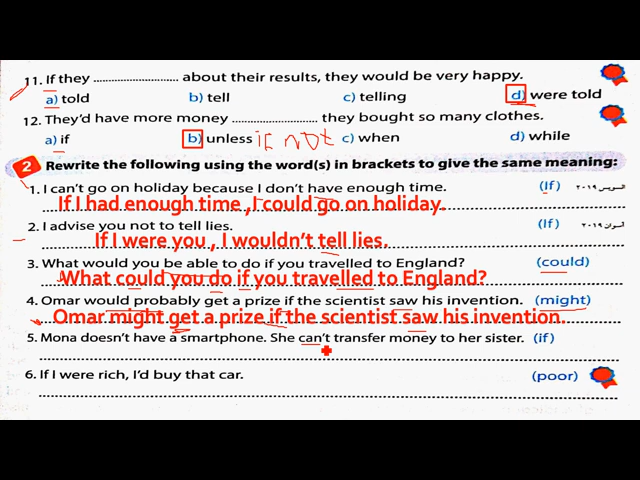 11. If they .................... about their results, they would be very happy.
a) told b) tell c) telling d) were told
12. They'd have more money .................... they bought so many clothes.
a) if b) unless if not c) when d) while
2 Rewrite the following using the word(s) in brackets to give the same meaning:
1. I can't go on holiday because I don't have enough time. (If) السويس ٢٠١٩
If I had enough time , I could go on holiday.
2. I advise you not to tell lies. (If) أسوان ٢٠١٩
If I were you , I wouldn't tell lies.
3. What would you be able to do if you travelled to England? (could)
What could you do if you travelled to England?
4. Omar would probably get a prize if the scientist saw his invention. (might)
Omar might get a prize if the scientist saw his invention.
5. Mona doesn't have a smartphone. She can't transfer money to her sister. (if)
6. If I were rich, I'd buy that car. (poor)